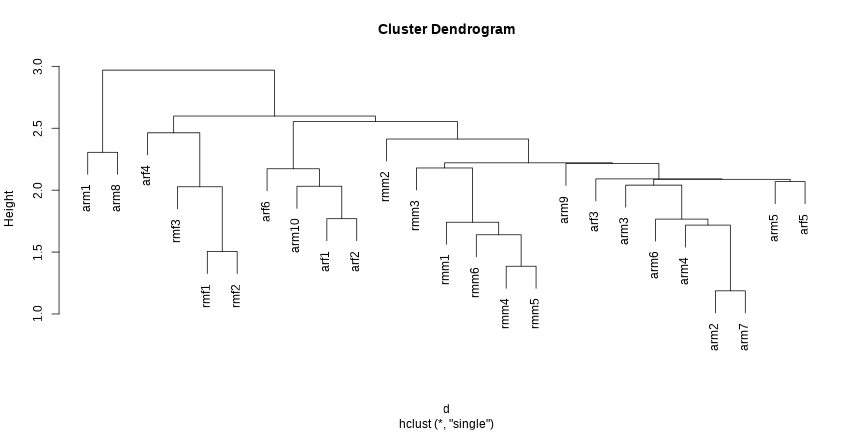 Cluster Dendrogram
Height
3.0
2.5
2.0
1.5
1.0
arm1
arm8
arf4
rmf3
rmf1
rmf2
arf6
arm10
arf1
arf2
rmm2
rmm3
rmm1
rmm6
rmm4
rmm5
arm9
arf3
arm3
arm6
arm4
arm2
arm7
arm5
arf5
d
hclust (*, "single")